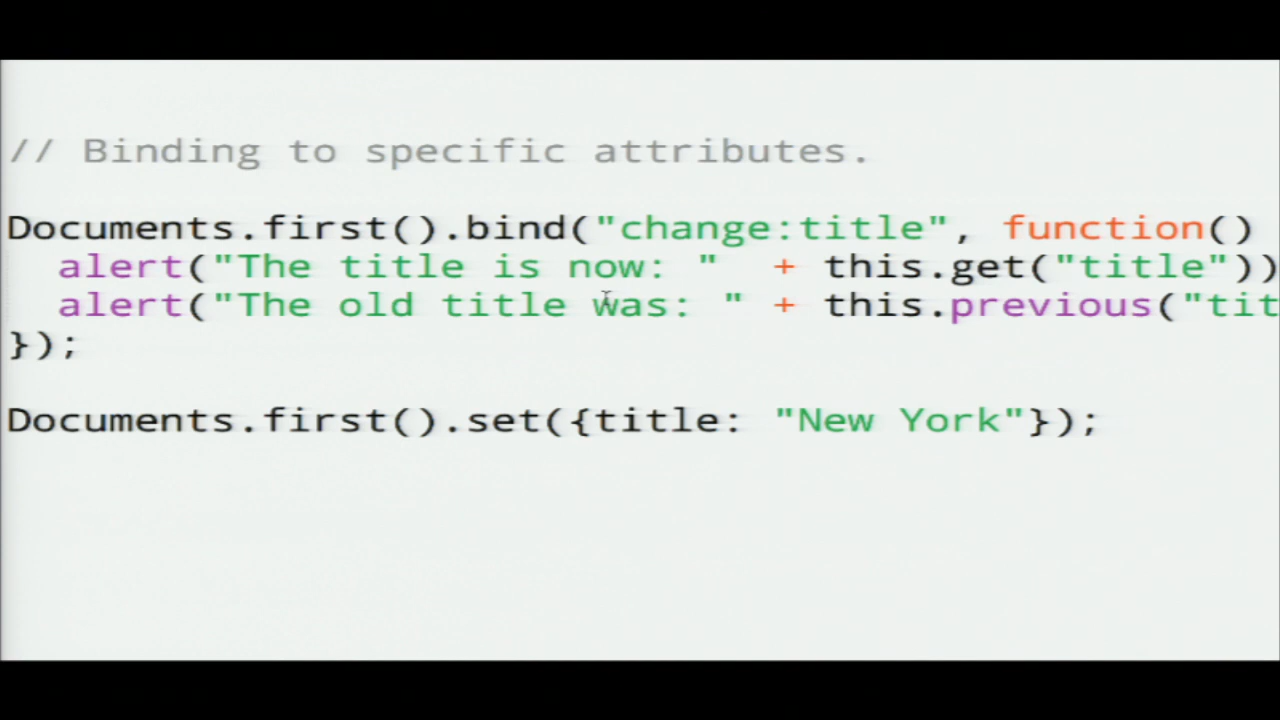 // Binding to specific attributes.
Documents.first().bind("change:title", function()
alert("The title is now: "  + this.get("title"))
alert("The old title was: " + this.previous("tit
});
Documents.first().set({title: "New York"});